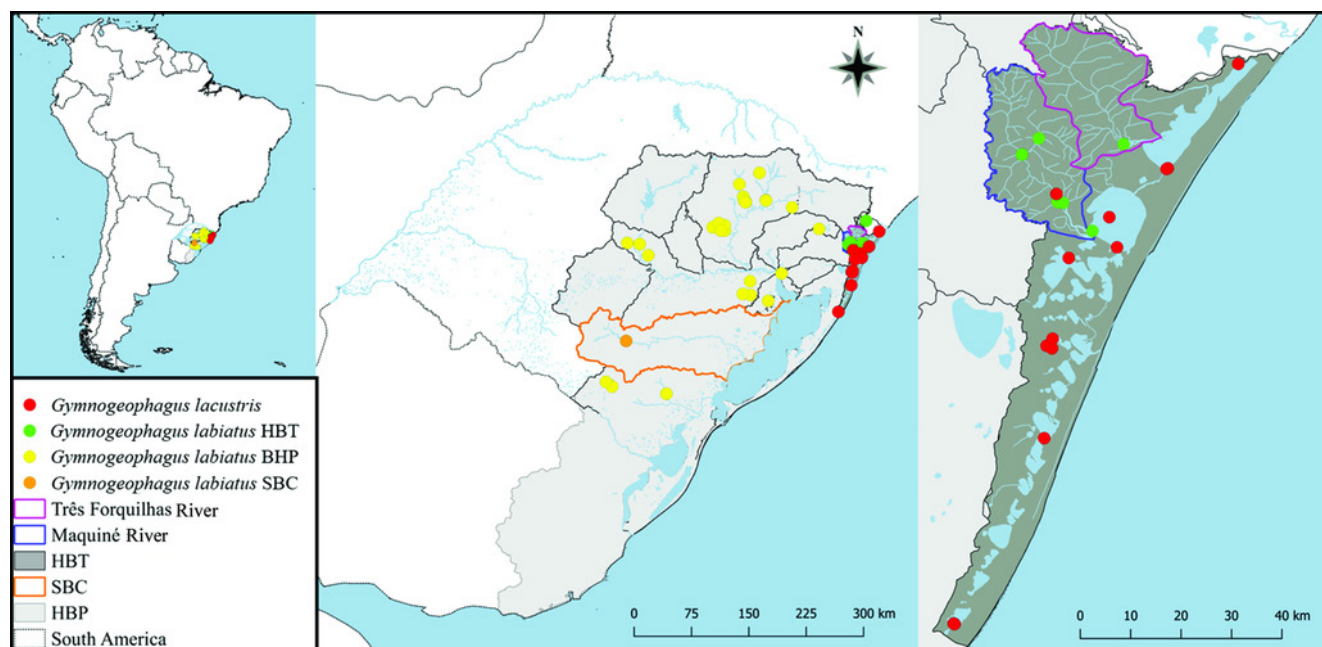 N
Gymnogeophagus lacustris
Gymnogeophagus labiatus HBT
Gymnogeophagus labiatus BHP
Gymnogeophagus labiatus SBC
Três Forquilhas River
Maquiné River
HBT
SBC
HBP
South America
0 75 150 225 300 km
0 10 20 30 40 km